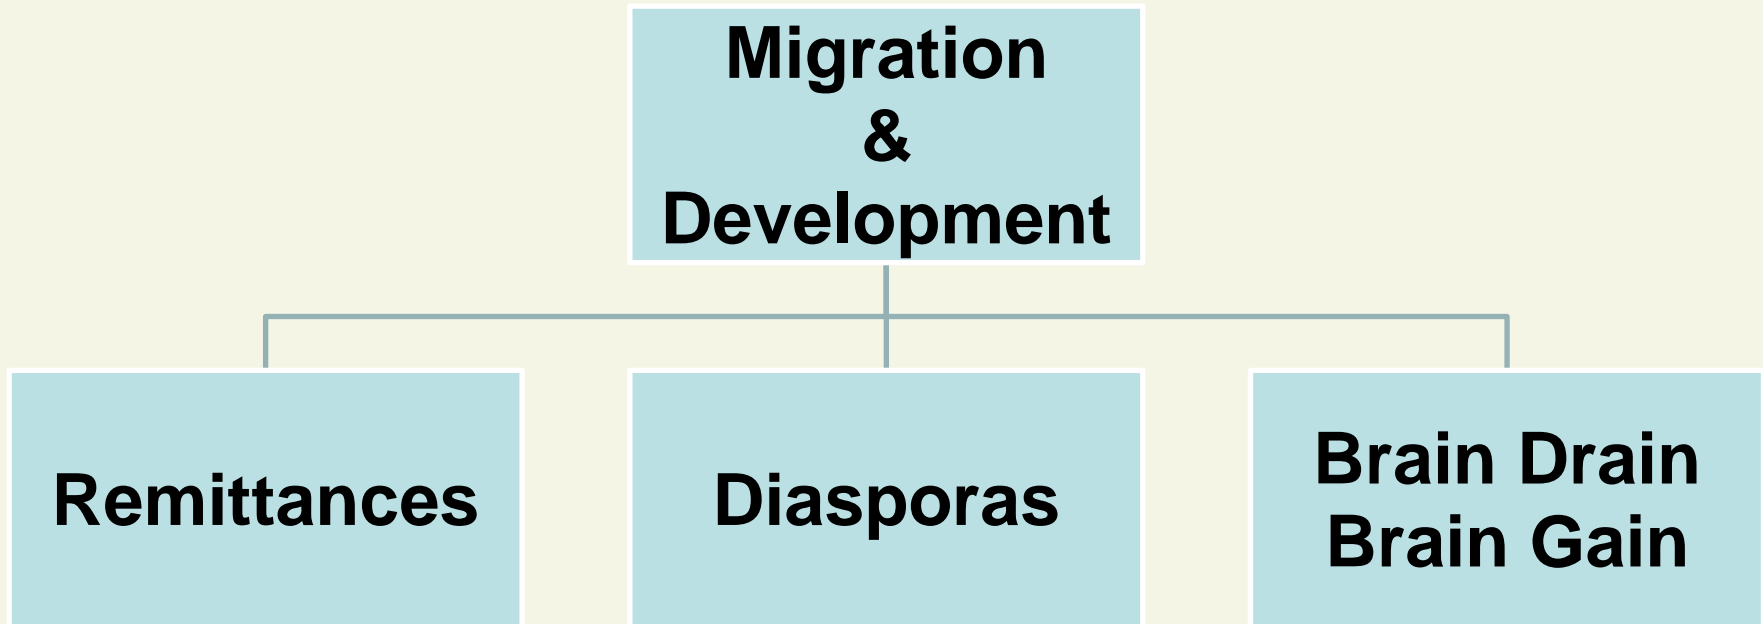 Migration
&
Development
Remittances
Diasporas
Brain Drain
Brain Gain